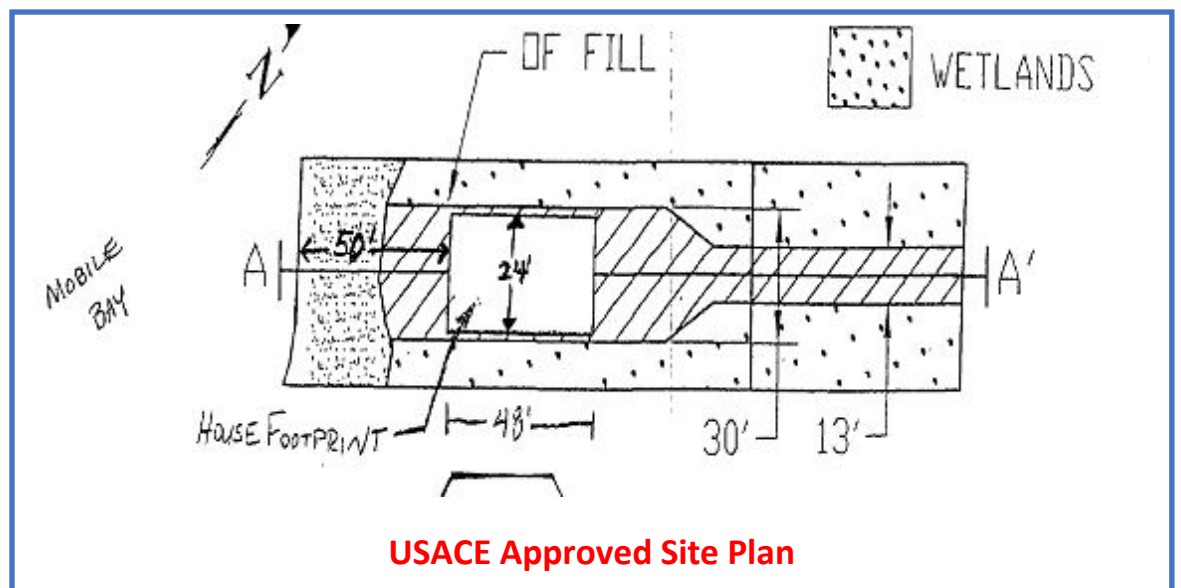 N
OF FILL
WETLANDS
MOBILE
BAY
A
50'
24'
A'
HOUSE FOOTPRINT
48'
30'
13'
USACE Approved Site Plan